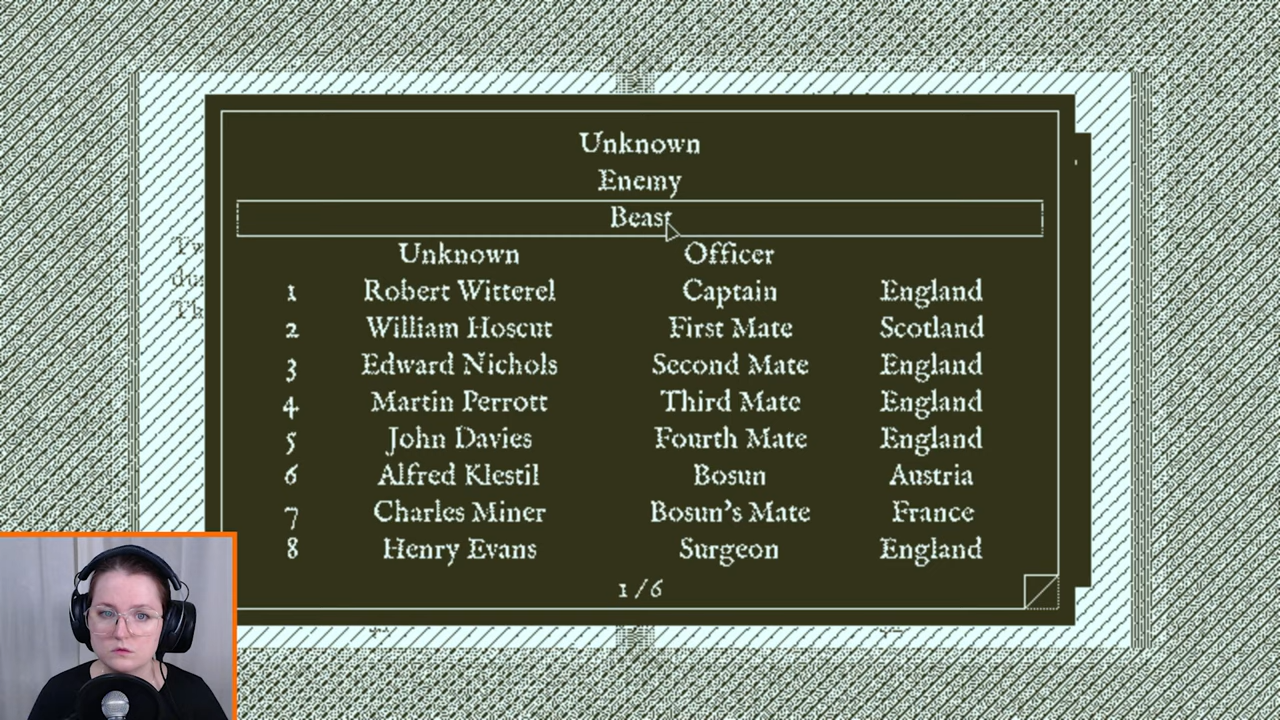 Unknown
Enemy
Beast
Unknown Officer
1 Robert Witterel Captain England
2 William Hoscut First Mate Scotland
3 Edward Nichols Second Mate England
4 Martin Perrott Third Mate England
5 John Davies Fourth Mate England
6 Alfred Klestil Bosun Austria
7 Charles Miner Bosun's Mate France
8 Henry Evans Surgeon England
1/6